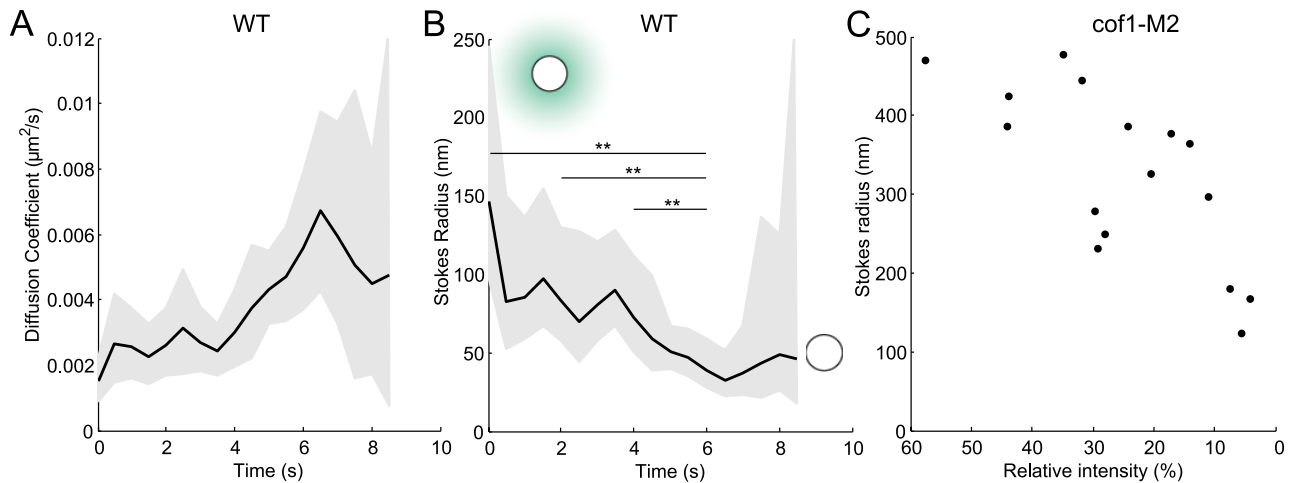 A
WT
Diffusion Coefficient (µm²/s)
0.012
0.01
0.008
0.006
0.004
0.002
0
0 2 4 6 8 10
Time (s)
B
WT
Stokes Radius (nm)
250
200
150
100
50
0
**
**
**
0 2 4 6 8 10
Time (s)
C
cof1-M2
Stokes radius (nm)
500
400
300
200
100
0
60 50 40 30 20 10 0
Relative intensity (%)